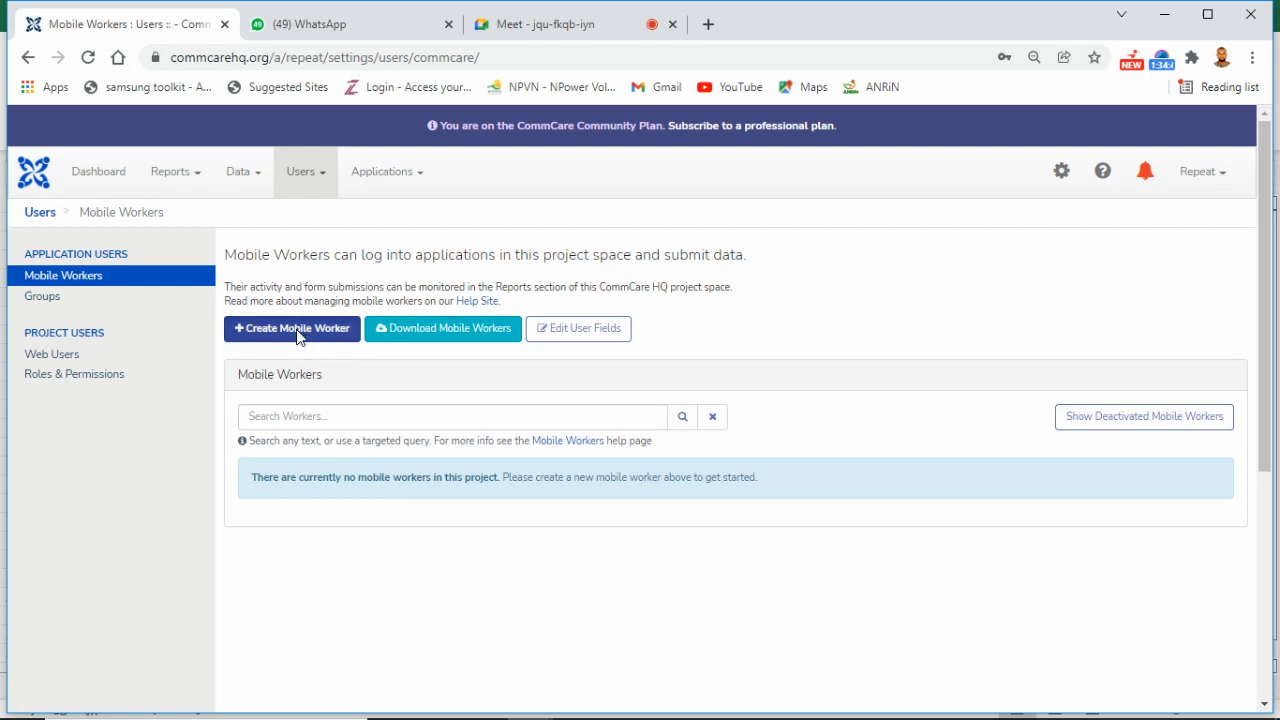 Mobile Workers : Users :: - Comm
49 (49) WhatsApp
Meet - jqu-fkqb-iyn
commcarehq.org/a/repeat/settings/users/commcare/
NEW
Apps
samsung toolkit - A...
Suggested Sites
Login - Access your...
NPVN - NPower Vol...
Gmail
YouTube
Maps
ANRiN
Reading list
You are on the CommCare Community Plan. Subscribe to a professional plan.
Dashboard
Reports
Data
Users
Applications
Repeat
Users > Mobile Workers
APPLICATION USERS
Mobile Workers
Groups
PROJECT USERS
Web Users
Roles & Permissions
Mobile Workers can log into applications in this project space and submit data.
Their activity and form submissions can be monitored in the Reports section of this CommCare HQ project space.
Read more about managing mobile workers on our Help Site.
+ Create Mobile Worker
Download Mobile Workers
Edit User Fields
Mobile Workers
Search Workers...
Show Deactivated Mobile Workers
Search any text, or use a targeted query. For more info see the Mobile Workers help page
There are currently no mobile workers in this project. Please create a new mobile worker above to get started.